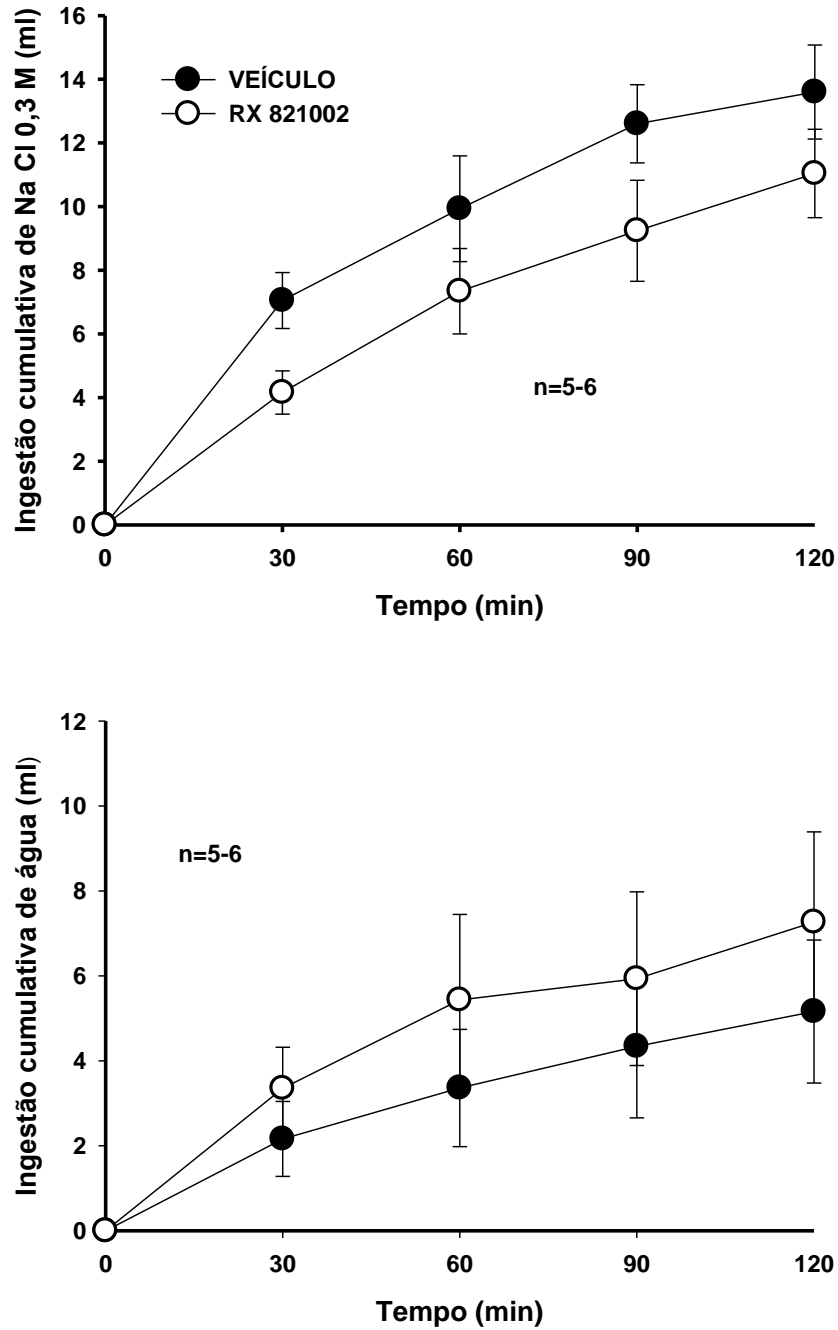 Ingestão cumulativa de Na Cl 0,3 M (ml)
16
14
12
10
8
6
4
2
0
VEÍCULO
RX 821002
n=5-6
0 30 60 90 120
Tempo (min)
Ingestão cumulativa de água (ml)
12
10
8
6
4
2
0
n=5-6
0 30 60 90 120
Tempo (min)